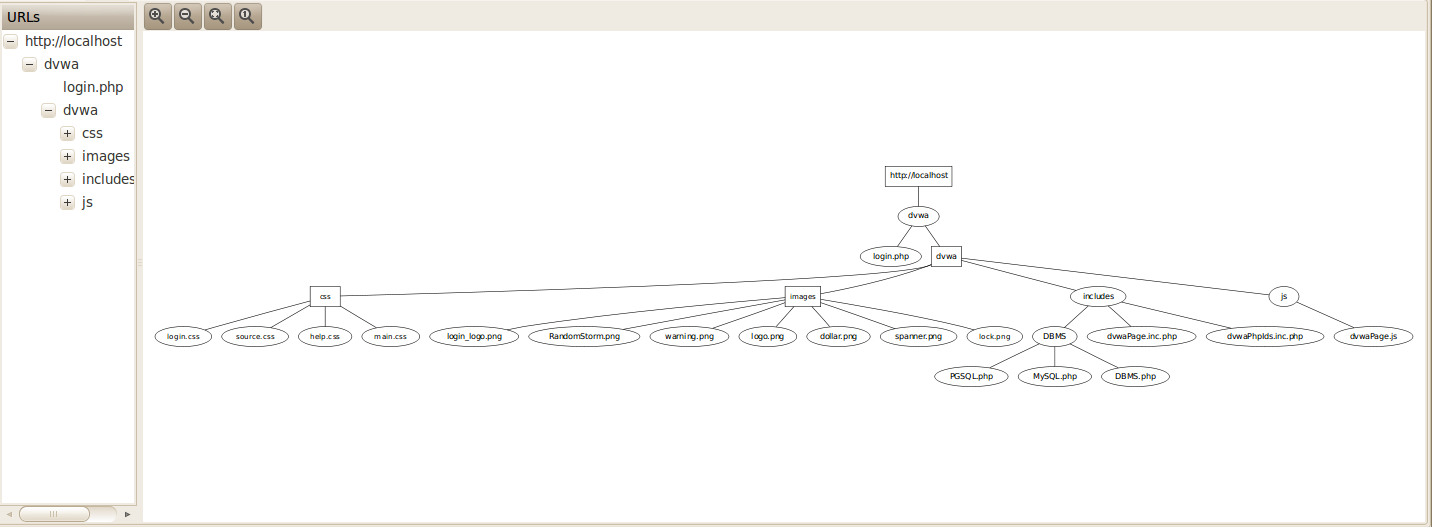 URLs
http://localhost
dvwa
login.php
dvwa
css
images
includes
js
http://localhost
dvwa
login.php
dvwa
css
images
includes
js
login.css
source.css
help.css
main.css
login_logo.png
RandomStorm.png
warning.png
logo.png
dollar.png
spanner.png
lock.png
DBMS
dvwaPage.inc.php
dvwaPhpIds.inc.php
dvwaPage.js
PGSQL.php
MySQL.php
DBMS.php